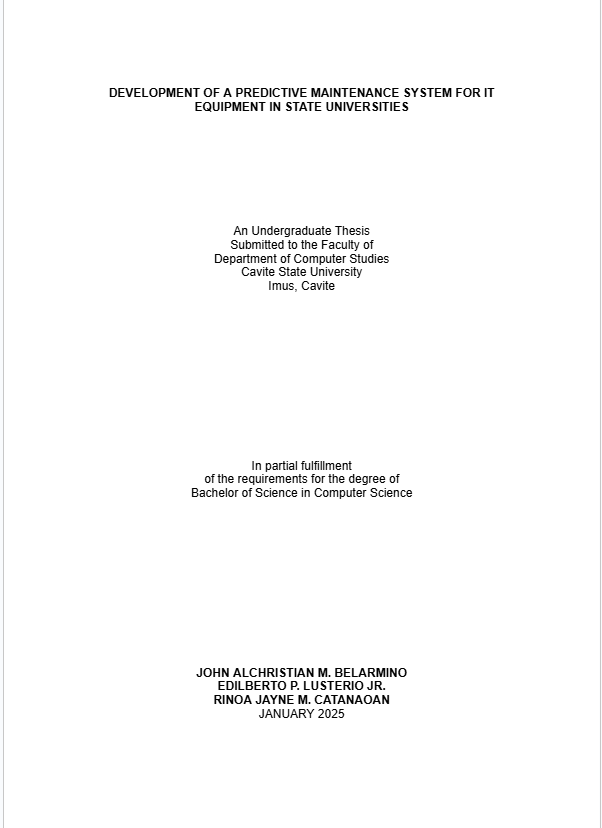 DEVELOPMENT OF A PREDICTIVE MAINTENANCE SYSTEM FOR IT
EQUIPMENT IN STATE UNIVERSITIES
An Undergraduate Thesis
Submitted to the Faculty of
Department of Computer Studies
Cavite State University
Imus, Cavite
In partial fulfillment
of the requirements for the degree of
Bachelor of Science in Computer Science
JOHN ALCHRISTIAN M. BELARMINO
EDILBERTO P. LUSTERIO JR.
RINOA JAYNE M. CATANAOAN
JANUARY 2025